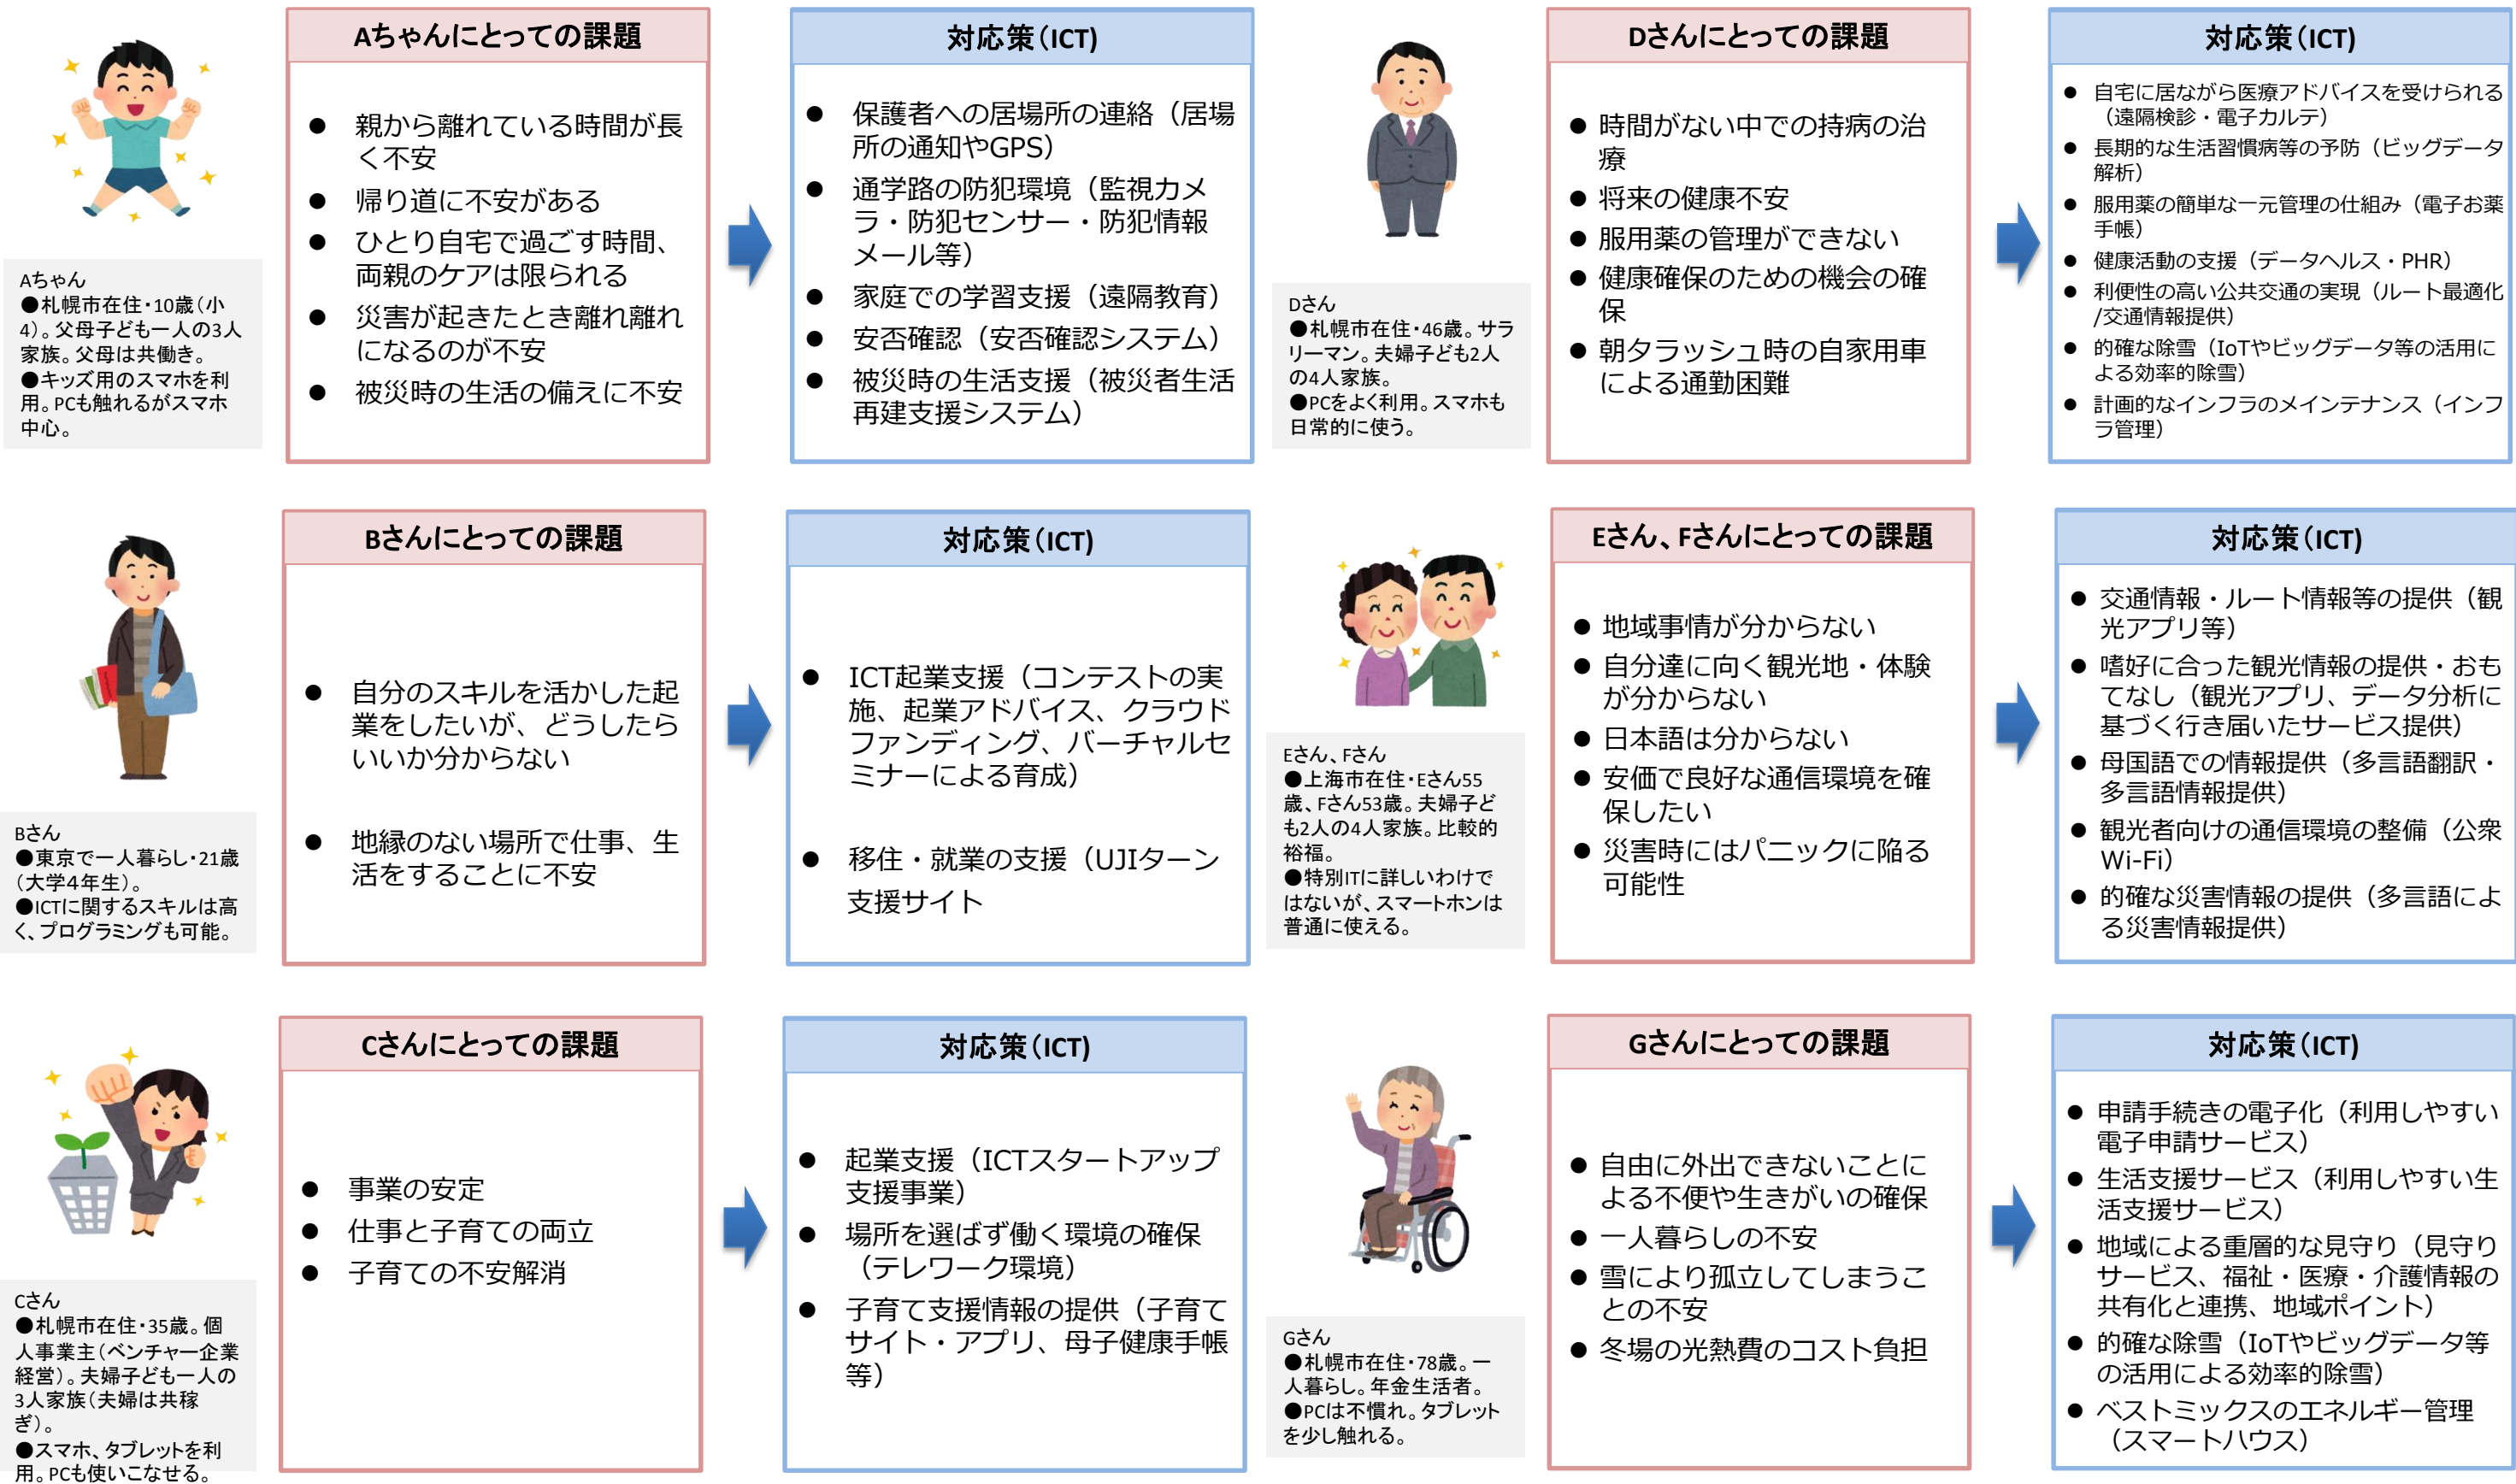 Aちゃん
●札幌市在住・10歳(小
4)。父母子ども一人の3人
家族。父母は共働き。
●キッズ用のスマホを利
用。PCも触れるがスマホ
中心。
Aちゃんにとっての課題
● 親から離れている時間が長
く不安
● 帰り道に不安がある
● ひとり自宅で過ごす時間、
両親のケアは限られる
● 災害が起きたとき離れ離れ
になるのが不安
● 被災時の生活の備えに不安
対応策(ICT)
● 保護者への居場所の連絡（居場
所の通知やGPS）
● 通学路の防犯環境（監視カメ
ラ・防犯センサー・防犯情報
メール等）
● 家庭での学習支援（遠隔教育）
● 安否確認（安否確認システム）
● 被災時の生活支援（被災者生活
再建支援システム）
Dさん
●札幌市在住・46歳。サラ
リーマン。夫婦子ども2人
の4人家族。
●PCをよく利用。スマホも
日常的に使う。
Dさんにとっての課題
● 時間がない中での持病の治
療
● 将来の健康不安
● 服用薬の管理ができない
● 健康確保のための機会の確
保
● 朝夕ラッシュ時の自家用車
による通勤困難
対応策(ICT)
● 自宅に居ながら医療アドバイスを受けられる
（遠隔検診・電子カルテ）
● 長期的な生活習慣病等の予防（ビッグデータ
解析）
● 服用薬の簡単な一元管理の仕組み（電子お薬
手帳）
● 健康活動の支援（データヘルス・PHR）
● 利便性の高い公共交通の実現（ルート最適化
/交通情報提供）
● 的確な除雪（IoTやビッグデータ等の活用に
よる効率的除雪）
● 計画的なインフラのメインテナンス（インフ
ラ管理）
Bさん
●東京で一人暮らし・21歳
(大学4年生)。
●ICTに関するスキルは高
く、プログラミングも可能。
Bさんにとっての課題
● 自分のスキルを活かした起
業をしたいが、どうしたら
いいか分からない
● 地縁のない場所で仕事、生
活をすることに不安
対応策(ICT)
● ICT起業支援（コンテストの実
施、起業アドバイス、クラウド
ファンディング、バーチャルセ
ミナーによる育成）
● 移住・就業の支援（UJIターン
支援サイト
Eさん、Fさん
●上海市在住・Eさん55
歳、Fさん53歳。夫婦子ど
も2人の4人家族。比較的
裕福。
●特別ITに詳しいわけで
はないが、スマートホンは
普通に使える。
Eさん、Fさんにとっての課題
● 地域事情が分からない
● 自分達に向く観光地・体験
が分からない
● 日本語は分からない
● 安価で良好な通信環境を確
保したい
● 災害時にはパニックに陥る
可能性
対応策(ICT)
● 交通情報・ルート情報等の提供（観
光アプリ等）
● 嗜好に合った観光情報の提供・おも
てなし（観光アプリ、データ分析に
基づく行き届いたサービス提供）
● 母国語での情報提供（多言語翻訳・
多言語情報提供）
● 観光者向けの通信環境の整備（公衆
Wi-Fi）
● 的確な災害情報の提供（多言語によ
る災害情報提供）
Cさん
●札幌市在住・35歳。個
人事業主(ベンチャー企業
経営)。夫婦子ども一人の
3人家族(夫婦は共稼
ぎ)。
●スマホ、タブレットを利
用。PCも使いこなせる。
Cさんにとっての課題
● 事業の安定
● 仕事と子育ての両立
● 子育ての不安解消
対応策(ICT)
● 起業支援（ICTスタートアップ
支援事業）
● 場所を選ばず働く環境の確保
（テレワーク環境）
● 子育て支援情報の提供（子育て
サイト・アプリ、母子健康手帳
等）
Gさん
●札幌市在住・78歳。一
人暮らし。年金生活者。
●PCは不慣れ。タブレット
を少し触れる。
Gさんにとっての課題
● 自由に外出できないことに
よる不便や生きがいの確保
● 一人暮らしの不安
● 雪により孤立してしまうこ
との不安
● 冬場の光熱費のコスト負担
対応策(ICT)
● 申請手続きの電子化（利用しやすい
電子申請サービス）
● 生活支援サービス（利用しやすい生
活支援サービス）
● 地域による重層的な見守り（見守り
サービス、福祉・医療・介護情報の
共有化と連携、地域ポイント）
● 的確な除雪（IoTやビッグデータ等
の活用による効率的除雪）
● ベストミックスのエネルギー管理
（スマートハウス）